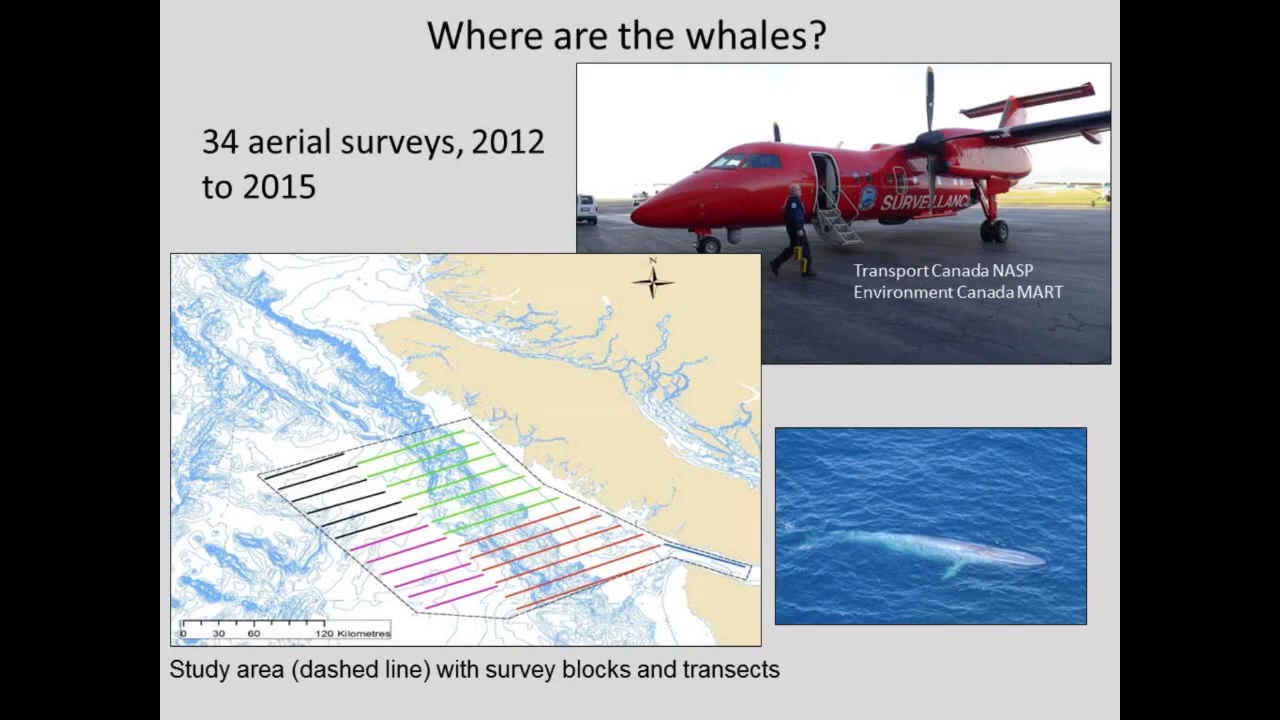 Where are the whales?
34 aerial surveys, 2012
to 2015
SURVEILLANCE
Transport Canada NASP
Environment Canada MART
N
0 30 60 120 Kilometres
Study area (dashed line) with survey blocks and transects